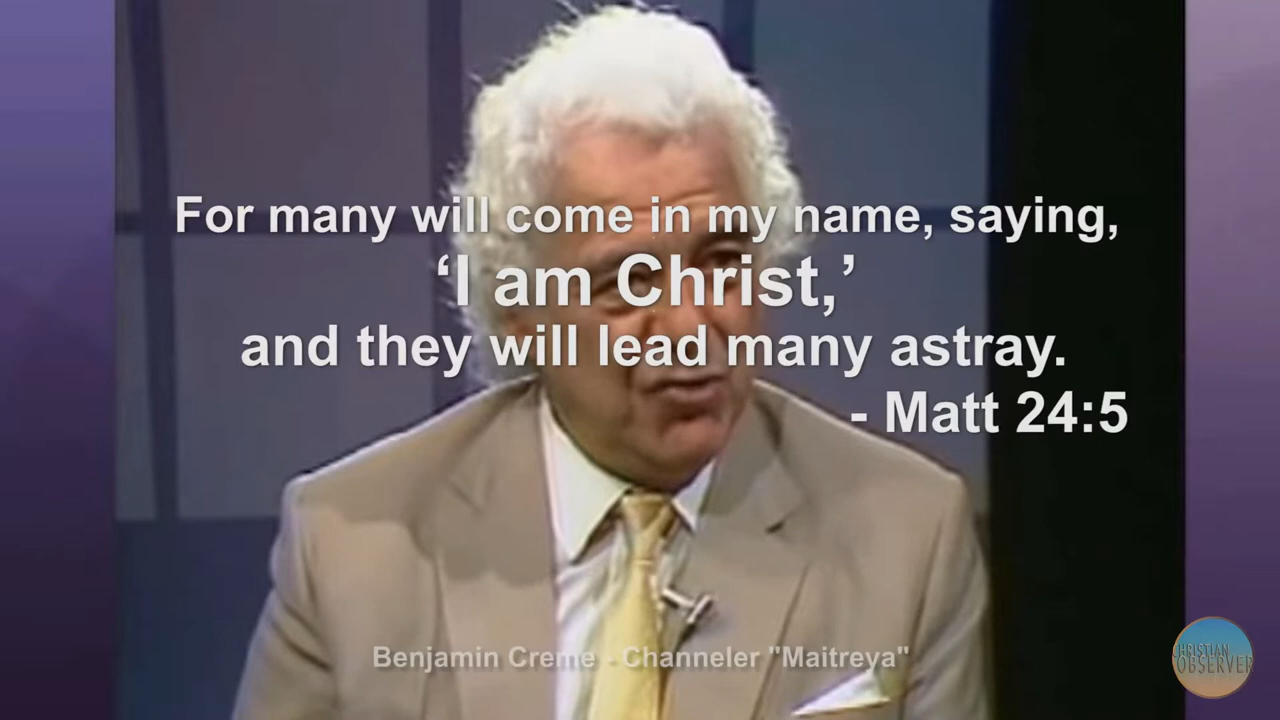 For many will come in my name, saying,
‘I am Christ,’
and they will lead many astray.
- Matt 24:5
Benjamin Creme - Channeler "Maitreya"
CHRISTIAN
OBSERVER